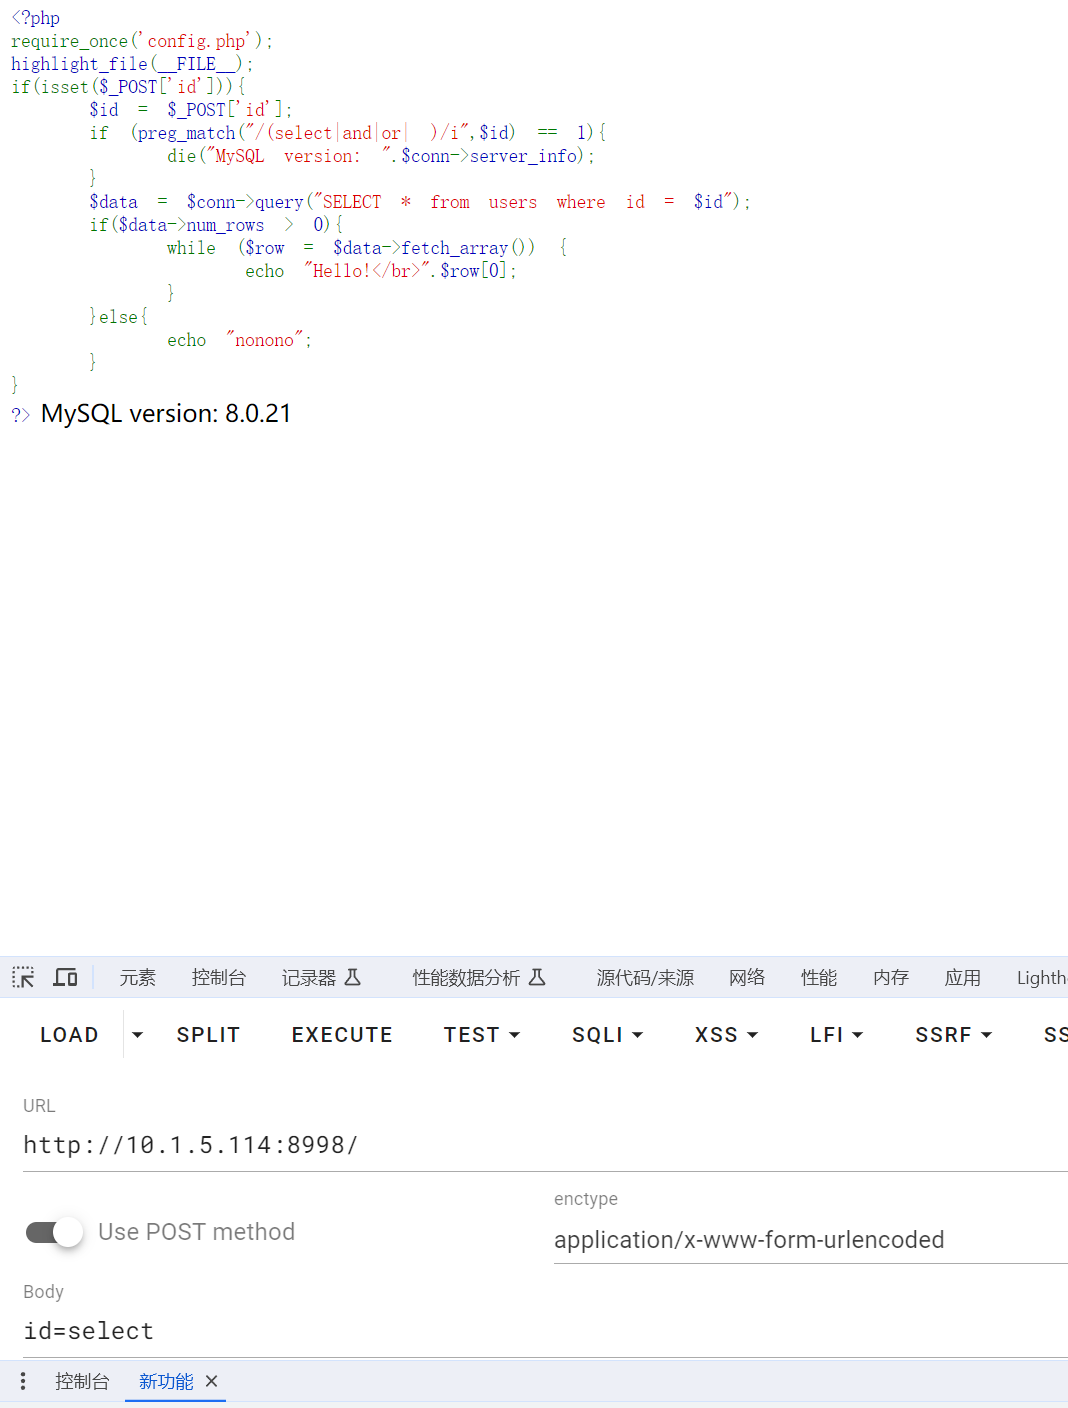 <?php
require_once('config.php');
highlight_file(__FILE__);
if(isset($_POST['id'])){
        $id = $_POST['id'];
        if (preg_match("/(select|and|or| )/i",$id) == 1){
                die("MySQL version: ".$conn->server_info);
        }
        $data = $conn->query("SELECT * from users where id = $id");
        if($data->num_rows > 0){
                while ($row = $data->fetch_array()) {
                        echo "Hello!</br>".$row[0];
                }
        }else{
                echo "nonono";
        }
}
?> MySQL version: 8.0.21
元素 控制台 记录器 性能数据分析 源代码/来源 网络 性能 内存 应用 Lighth
LOAD SPLIT EXECUTE TEST SQLI XSS LFI SSRF SS
URL
http://10.1.5.114:8998/
enctype
Use POST method
application/x-www-form-urlencoded
Body
id=select
控制台 新功能 ×